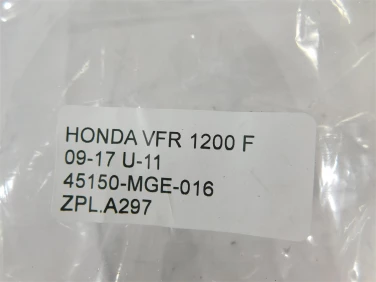 HONDA VFR 1200 F
09-17 U-11
45150-MGE-016
ZPL.A297